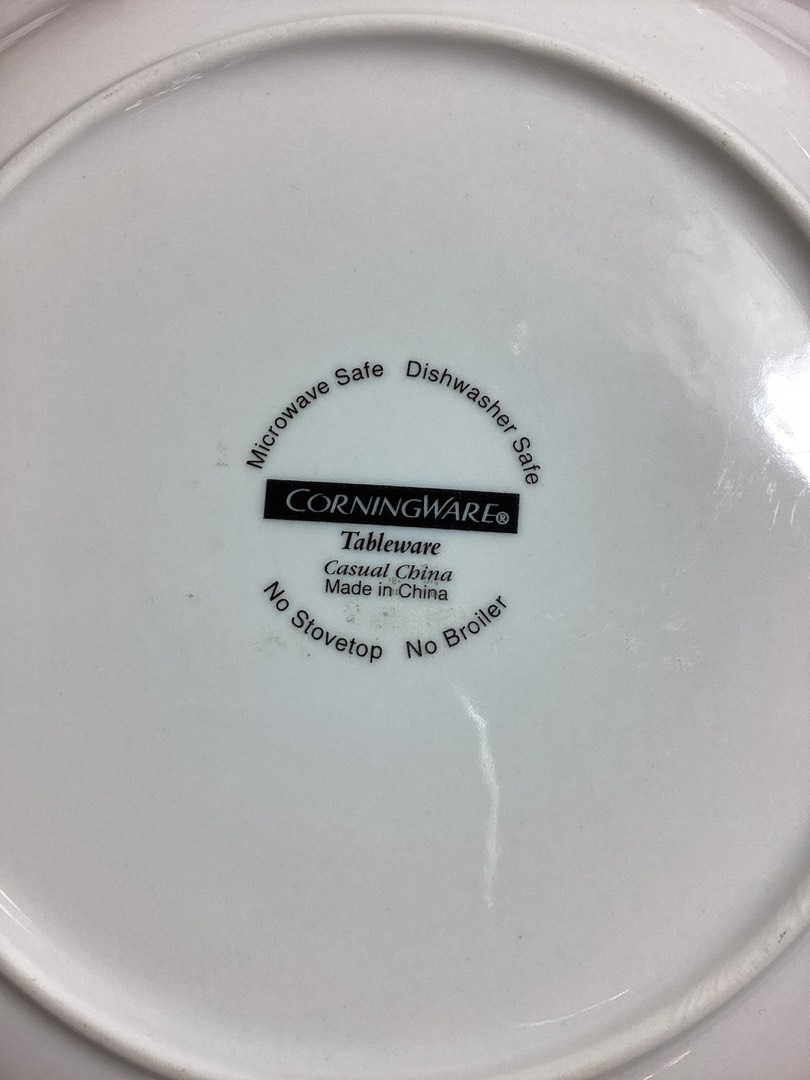 Microwave Safe Dishwasher Safe
CORNINGWARE®
Tableware
Casual China
Made in China
No Stovetop No Broiler